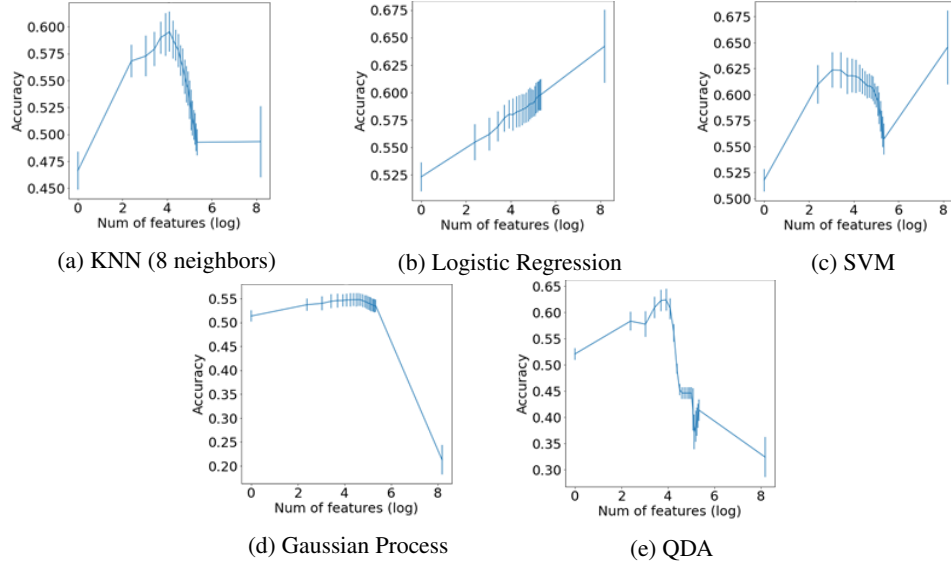 0.600
0.575
0.550
0.525
0.500
0.475
0.450
Accuracy
0 2 4 6 8
Num of features (log)
(a) KNN (8 neighbors)
0.675
0.650
0.625
0.600
0.575
0.550
0.525
Accuracy
0 2 4 6 8
Num of features (log)
(b) Logistic Regression
0.675
0.650
0.625
0.600
0.575
0.550
0.525
0.500
Accuracy
0 2 4 6 8
Num of features (log)
(c) SVM
0.55
0.50
0.45
0.40
0.35
0.30
0.25
0.20
Accuracy
0 2 4 6 8
Num of features (log)
(d) Gaussian Process
0.65
0.60
0.55
0.50
0.45
0.40
0.35
0.30
Accuracy
0 2 4 6 8
Num of features (log)
(e) QDA